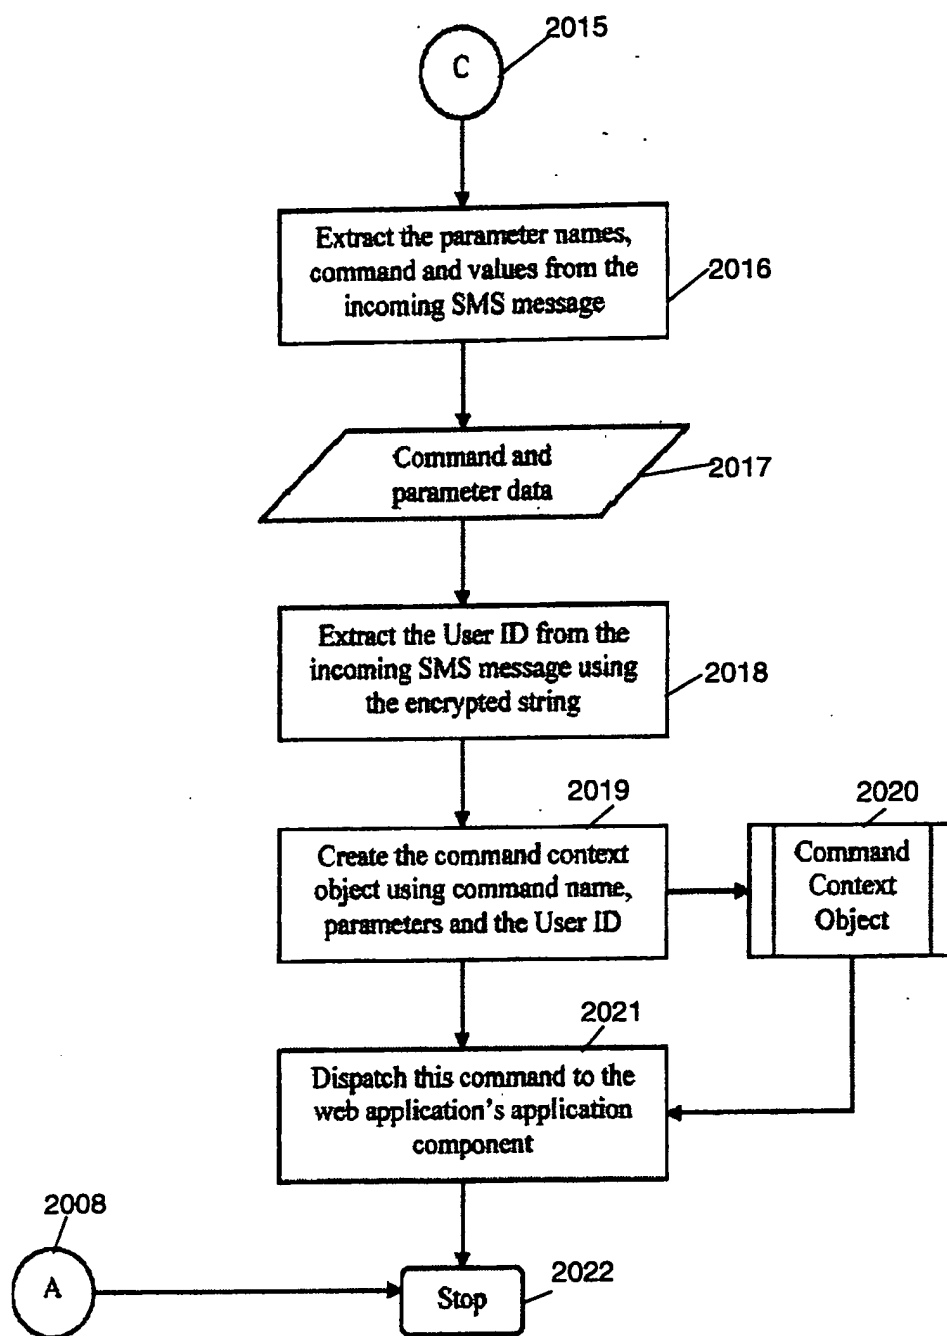 2015
C
Extract the parameter names,
command and values from the
incoming SMS message
2016
Command and
parameter data
2017
Extract the User ID from the
incoming SMS message using
the encrypted string
2018
2019
Create the command context
object using command name,
parameters and the User ID
2020
Command
Context
Object
2021
Dispatch this command to the
web application's application
component
2008
A
Stop
2022